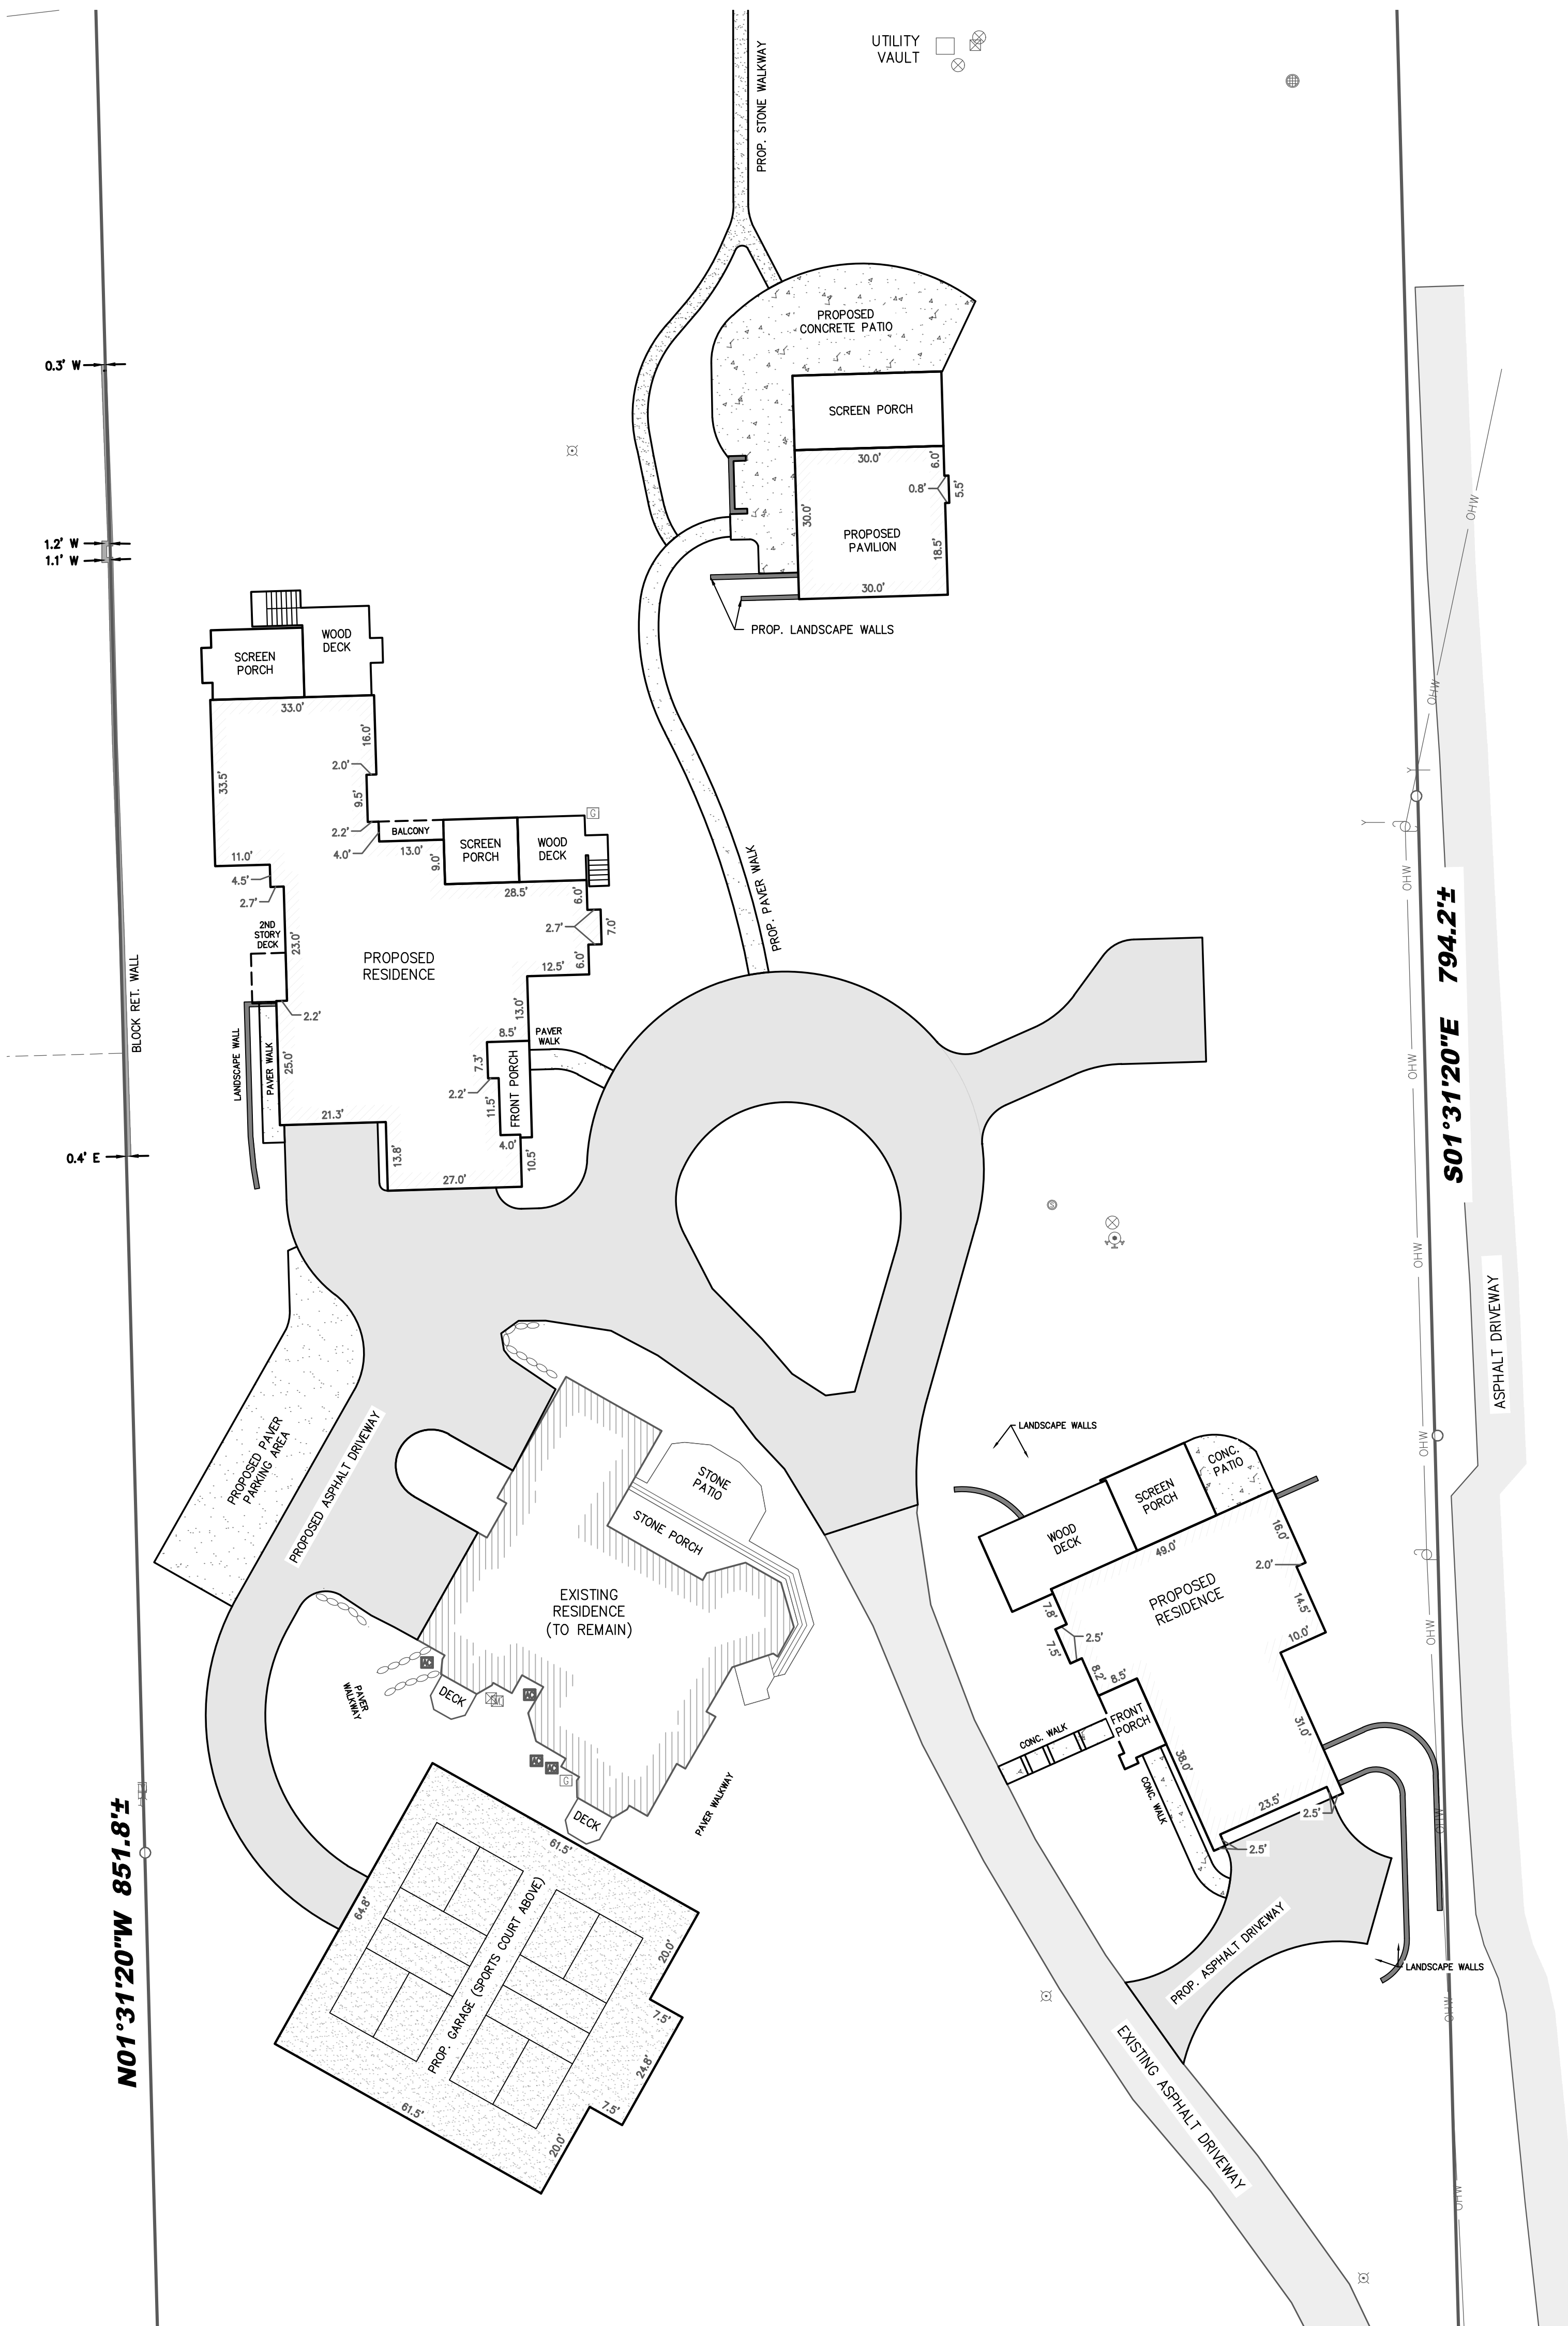 UTILITY
VAULT
PROP. STONE WALKWAY
PROPOSED
CONCRETE PATIO
0.3' W
SCREEN PORCH
30.0'
6.0'
0.8'
5.5'
30.0'
PROPOSED
PAVILION
18.5'
30.0'
OHW
1.2' W
1.1' W
PROP. LANDSCAPE WALLS
WOOD
DECK
SCREEN
PORCH
OHW
33.0'
16.0'
2.0'
33.5'
9.5'
G
2.2'
BALCONY
4.0'
13.0'
9.0'
SCREEN
PORCH
WOOD
DECK
11.0'
4.5'
2.7'
28.5'
6.0'
2.7'
7.0'
6.0'
PROP. PAVER WALK
OHW
2ND
STORY
DECK
23.0'
PROPOSED
RESIDENCE
12.5'
S01°31'20"E 794.2'±
BLOCK RET. WALL
2.2'
13.0'
8.5'
PAVER
WALK
LANDSCAPE WALL
PAVER WALK
25.0'
7.3'
2.2'
11.5'
FRONT PORCH
OHW
21.3'
4.0'
10.5'
13.8'
27.0'
0.4' E
S
OHW
ASPHALT DRIVEWAY
PROPOSED PAVER
PARKING AREA
PROPOSED ASPHALT DRIVEWAY
STONE
PATIO
STONE PORCH
LANDSCAPE WALLS
OHW
CONC.
PATIO
SCREEN
PORCH
WOOD
DECK
49.0'
16.0'
2.0'
EXISTING
RESIDENCE
(TO REMAIN)
PROPOSED
RESIDENCE
14.5'
10.0'
OHW
7.8'
7.5'
2.5'
8.2'
8.5'
PAVER
WALKWAY
DECK
FRONT
PORCH
CONC. WALK
31.0'
38.0'
CONC. WALK
23.5'
2.5'
2.5'
OHW
G
DECK
PAVER WALKWAY
N01°31'20"W 851.8'±
61.5'
64.8'
PROP. GARAGE (SPORTS COURT ABOVE)
20.0'
7.5'
24.8'
7.5'
20.0'
61.5'
PROP. ASPHALT DRIVEWAY
LANDSCAPE WALLS
OHW
EXISTING ASPHALT DRIVEWAY
OHW